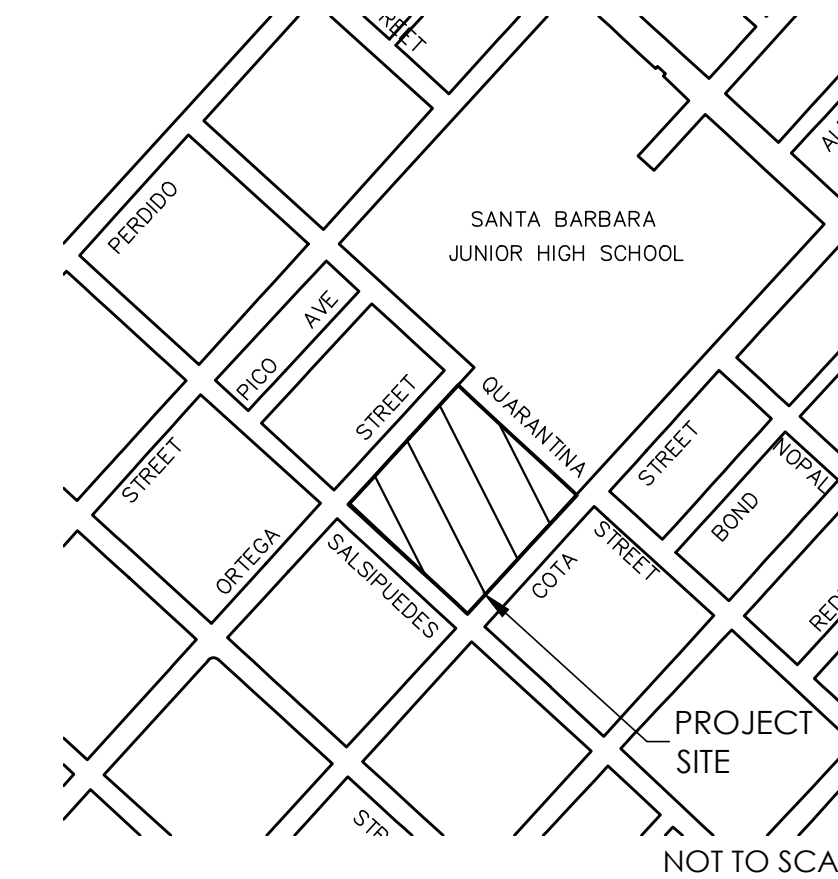 REET
PERDIDO
SANTA BARBARA
JUNIOR HIGH SCHOOL
AVE
PICO
QUARANTINA
STREET
STREET
STREET
NOPAL
BOND
ORTEGA
SALSIPUEDES
STREET
COTA
PROJECT
SITE
NOT TO SCA